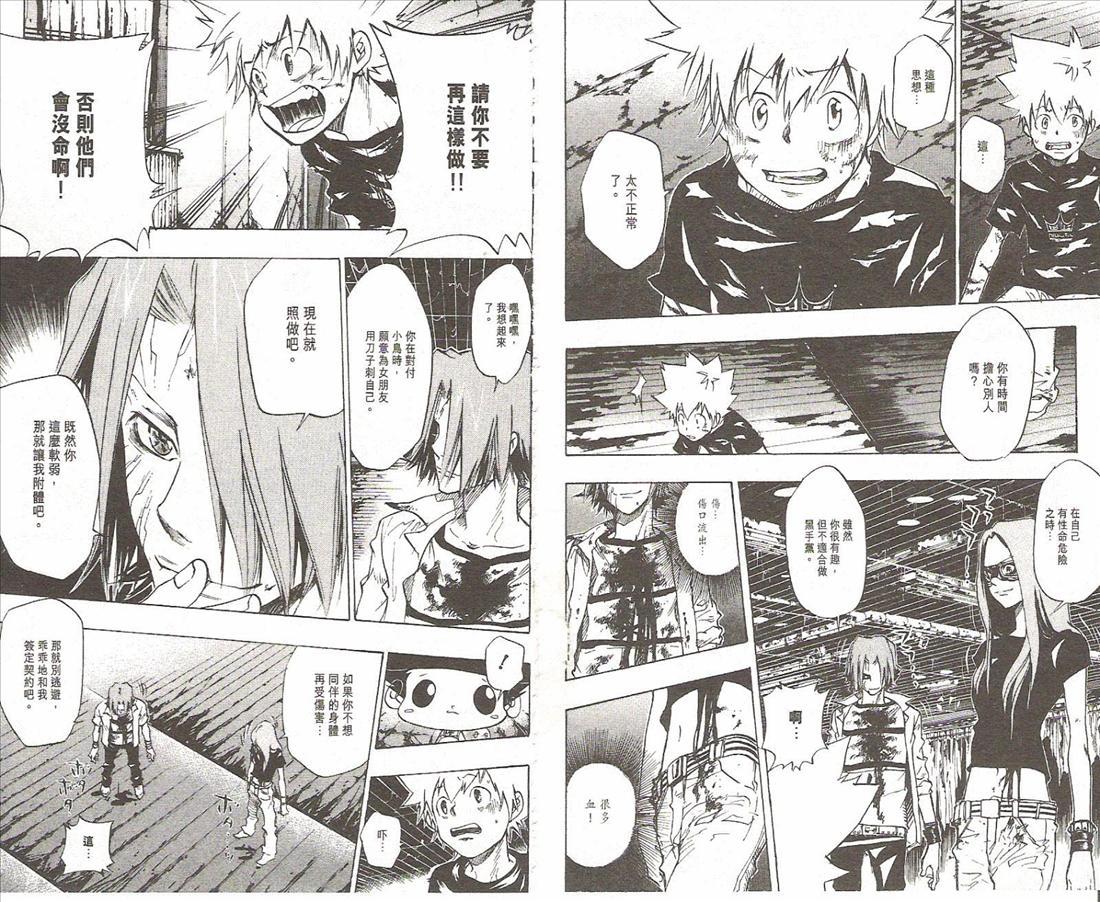 這…
這種
思想…
太不正常
了。
你有時間
擔心別人
嗎？
在自己
有性命危險
之時…
雖然
你很有趣，
但不適合做
黑手黨。
傷…
傷口流出…
啊…
很多
血！
請你不要
再這樣做!!
否則他們
會沒命啊！
嘿嘿嘿，
我想起來
了。
你在對付
小鳥時，
願意為女朋友
用刀子刺自己。
現在就
照做吧。
既然你
這麼軟弱，
那就讓我附體吧。
！
如果你不想
同伴的身體
再受傷害…
那就別逃避
乖乖地和我
簽定契約吧。
ポタ
ポタ
ポタ
吓…
這…